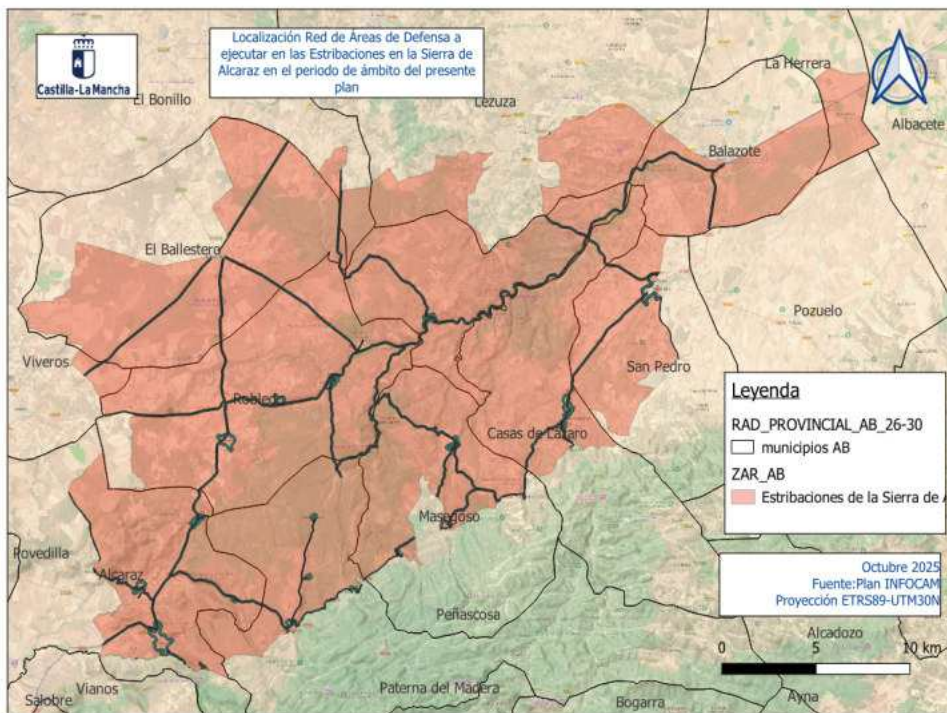 Castilla-La Mancha
Localización Red de Áreas de Defensa a
ejecutar en las Estribaciones en la Sierra de
Alcaraz en el periodo de ámbito del presente
plan
La Herrera
El Bonillo
Lezuza
Albacete
Balazote
El Ballestero
Pozuelo
Viveros
San Pedro
Robledo
Casas de Lázaro
Masegoso
Povedilla
Alcaraz
Peñascosa
Alcadozo
Vianos
Salobre
Paterna del Madera
Bogarra
Ayna
Leyenda
RAD_PROVINCIAL_AB_26-30
municipios AB
ZAR_AB
Estribaciones de la Sierra de A
Octubre 2025
Fuente:Plan INFOCAM
Proyección ETRS89-UTM30N
0 5 10 km